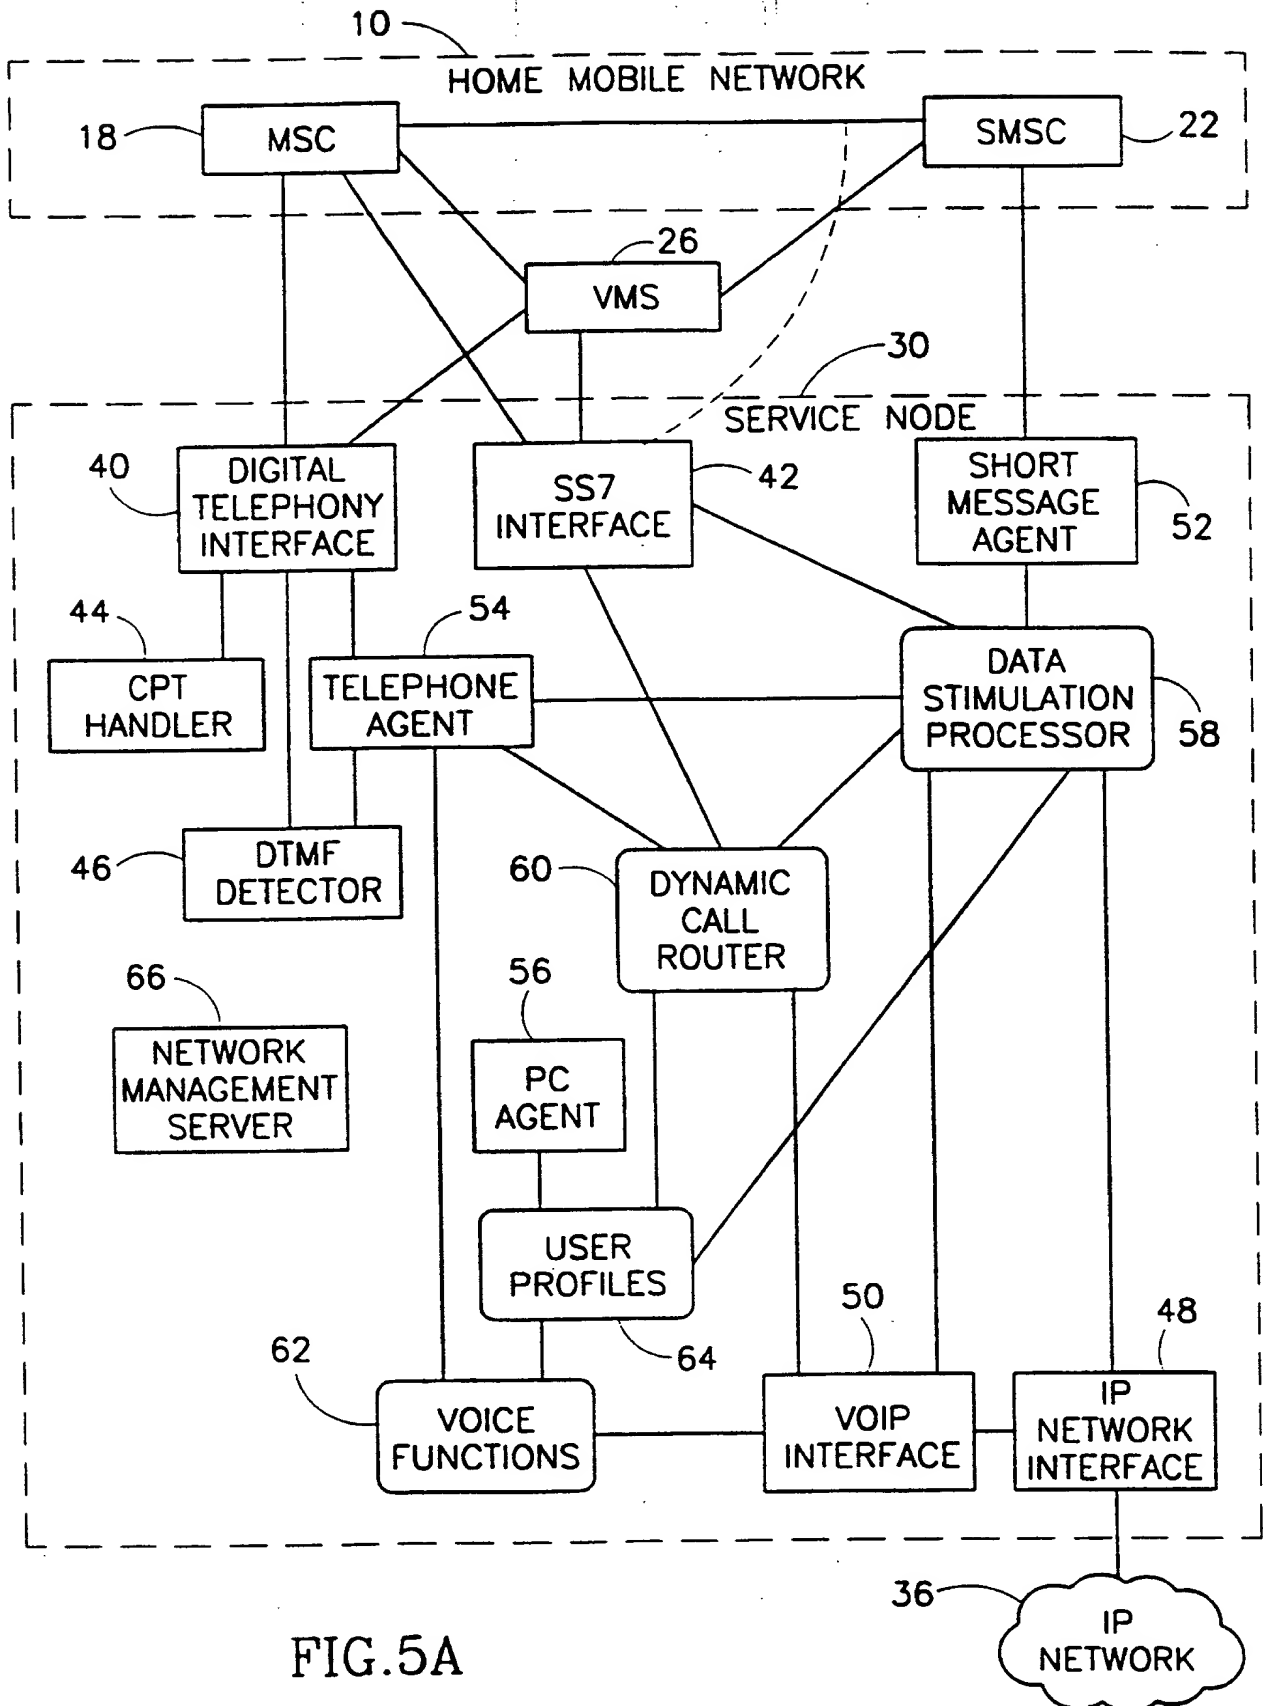 10
HOME MOBILE NETWORK
18
MSC
SMSC
22
26
VMS
30
SERVICE NODE
40
DIGITAL
TELEPHONY
INTERFACE
SS7
INTERFACE
42
SHORT
MESSAGE
AGENT
52
44
CPT
HANDLER
54
TELEPHONE
AGENT
DATA
STIMULATION
PROCESSOR
58
46
DTMF
DETECTOR
60
DYNAMIC
CALL
ROUTER
66
NETWORK
MANAGEMENT
SERVER
56
PC
AGENT
USER
PROFILES
64
62
VOICE
FUNCTIONS
50
VOIP
INTERFACE
48
IP
NETWORK
INTERFACE
36
IP
NETWORK
FIG.5A